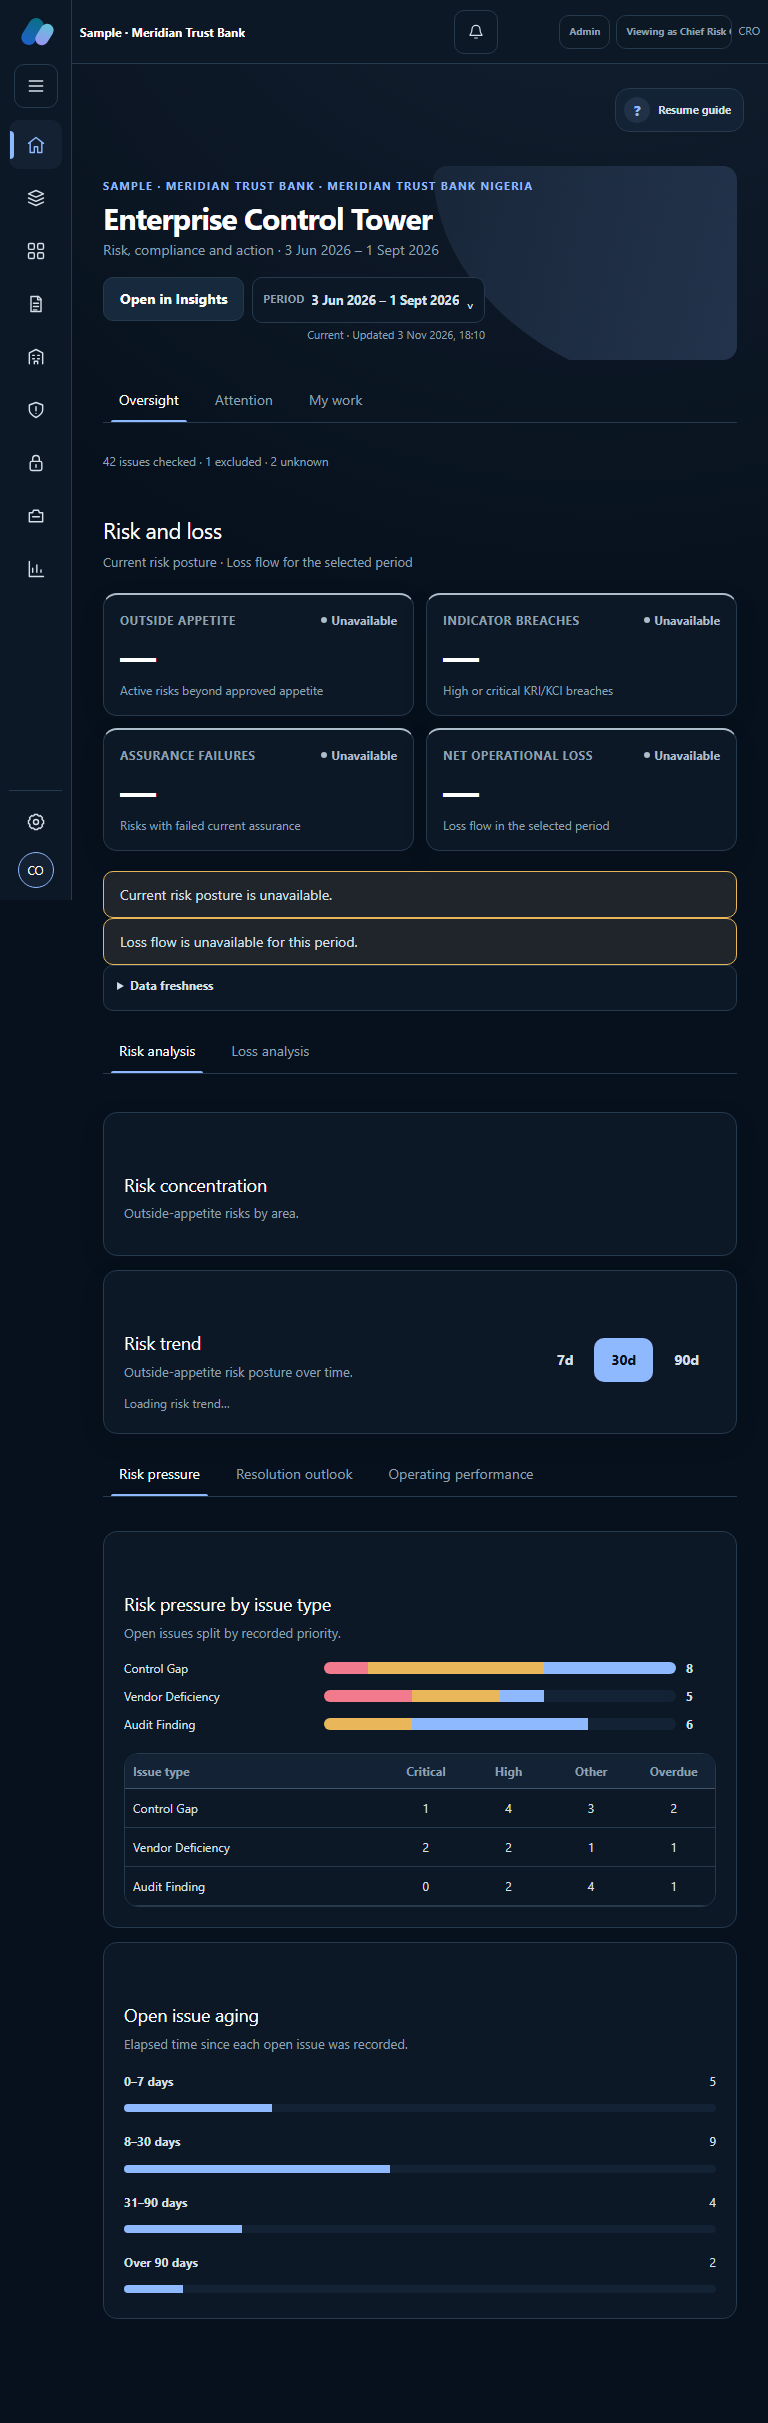 Sample · Meridian Trust Bank
Admin
Viewing as Chief Risk
CRO
? Resume guide
SAMPLE · MERIDIAN TRUST BANK · MERIDIAN TRUST BANK NIGERIA
Enterprise Control Tower
Risk, compliance and action · 3 Jun 2026 – 1 Sept 2026
Open in Insights
PERIOD 3 Jun 2026 – 1 Sept 2026
Current · Updated 3 Nov 2026, 18:10
Oversight Attention My work
42 issues checked · 1 excluded · 2 unknown
Risk and loss
Current risk posture · Loss flow for the selected period
OUTSIDE APPETITE Unavailable
—
Active risks beyond approved appetite
INDICATOR BREACHES Unavailable
—
High or critical KRI/KCI breaches
ASSURANCE FAILURES Unavailable
—
Risks with failed current assurance
NET OPERATIONAL LOSS Unavailable
—
Loss flow in the selected period
Current risk posture is unavailable.
Loss flow is unavailable for this period.
Data freshness
Risk analysis Loss analysis
Risk concentration
Outside-appetite risks by area.
Risk trend
Outside-appetite risk posture over time.
7d 30d 90d
Loading risk trend...
Risk pressure Resolution outlook Operating performance
Risk pressure by issue type
Open issues split by recorded priority.
Control Gap 8
Vendor Deficiency 5
Audit Finding 6
Issue type Critical High Other Overdue
Control Gap 1 4 3 2
Vendor Deficiency 2 2 1 1
Audit Finding 0 2 4 1
Open issue aging
Elapsed time since each open issue was recorded.
0–7 days 5
8–30 days 9
31–90 days 4
Over 90 days 2
CO